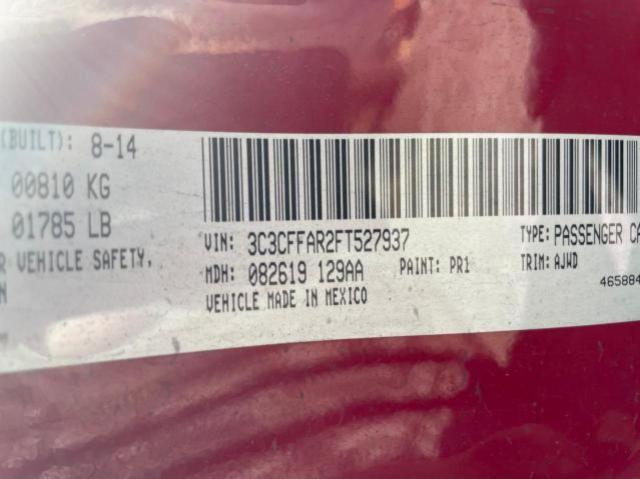 (BUILT): 8-14
00810 KG
01785 LB
VEHICLE SAFETY,
VIN: 3C3CFFAR2FT527937
MDH: 082619 129AA PAINT: PR1
VEHICLE MADE IN MEXICO
TYPE: PASSENGER CA
TRIM: AJWD
46588